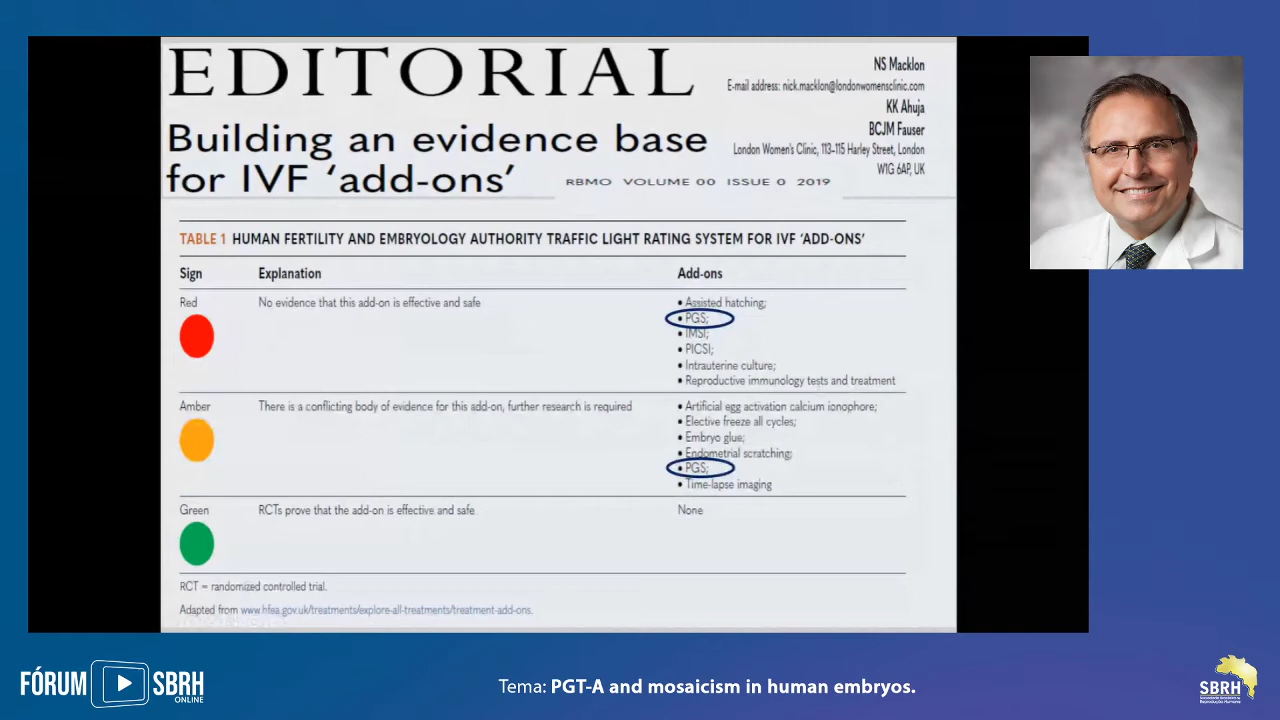 EDITORIAL
Building an evidence base
for IVF ‘add-ons’
RBMO VOLUME 00 ISSUE 0 2019
NS Macklon
E-mail address: nick.macklon@londonwomensclinic.com
KK Ahuja
BCJM Fauser
London Women's Clinic, 113-115 Harley Street, London
W1G 6AP, UK
TABLE 1 HUMAN FERTILITY AND EMBRYOLOGY AUTHORITY TRAFFIC LIGHT RATING SYSTEM FOR IVF ‘ADD-ONS’
Sign Explanation Add-ons
Red No evidence that this add-on is effective and safe • Assisted hatching;
• PGS;
• IMSI;
• PICSI;
• Intrauterine culture;
• Reproductive immunology tests and treatment
Amber There is a conflicting body of evidence for this add-on, further research is required • Artificial egg activation calcium ionophore;
• Elective freeze all cycles;
• Embryo glue;
• Endometrial scratching;
• PGS;
• Time-lapse imaging
Green RCTs prove that the add-on is effective and safe. None
RCT = randomized controlled trial.
Adapted from www.hfea.gov.uk/treatments/explore-all-treatments/treatment-add-ons.
FÓRUM SBRH
ONLINE
Tema: PGT-A and mosaicism in human embryos.
SBRH